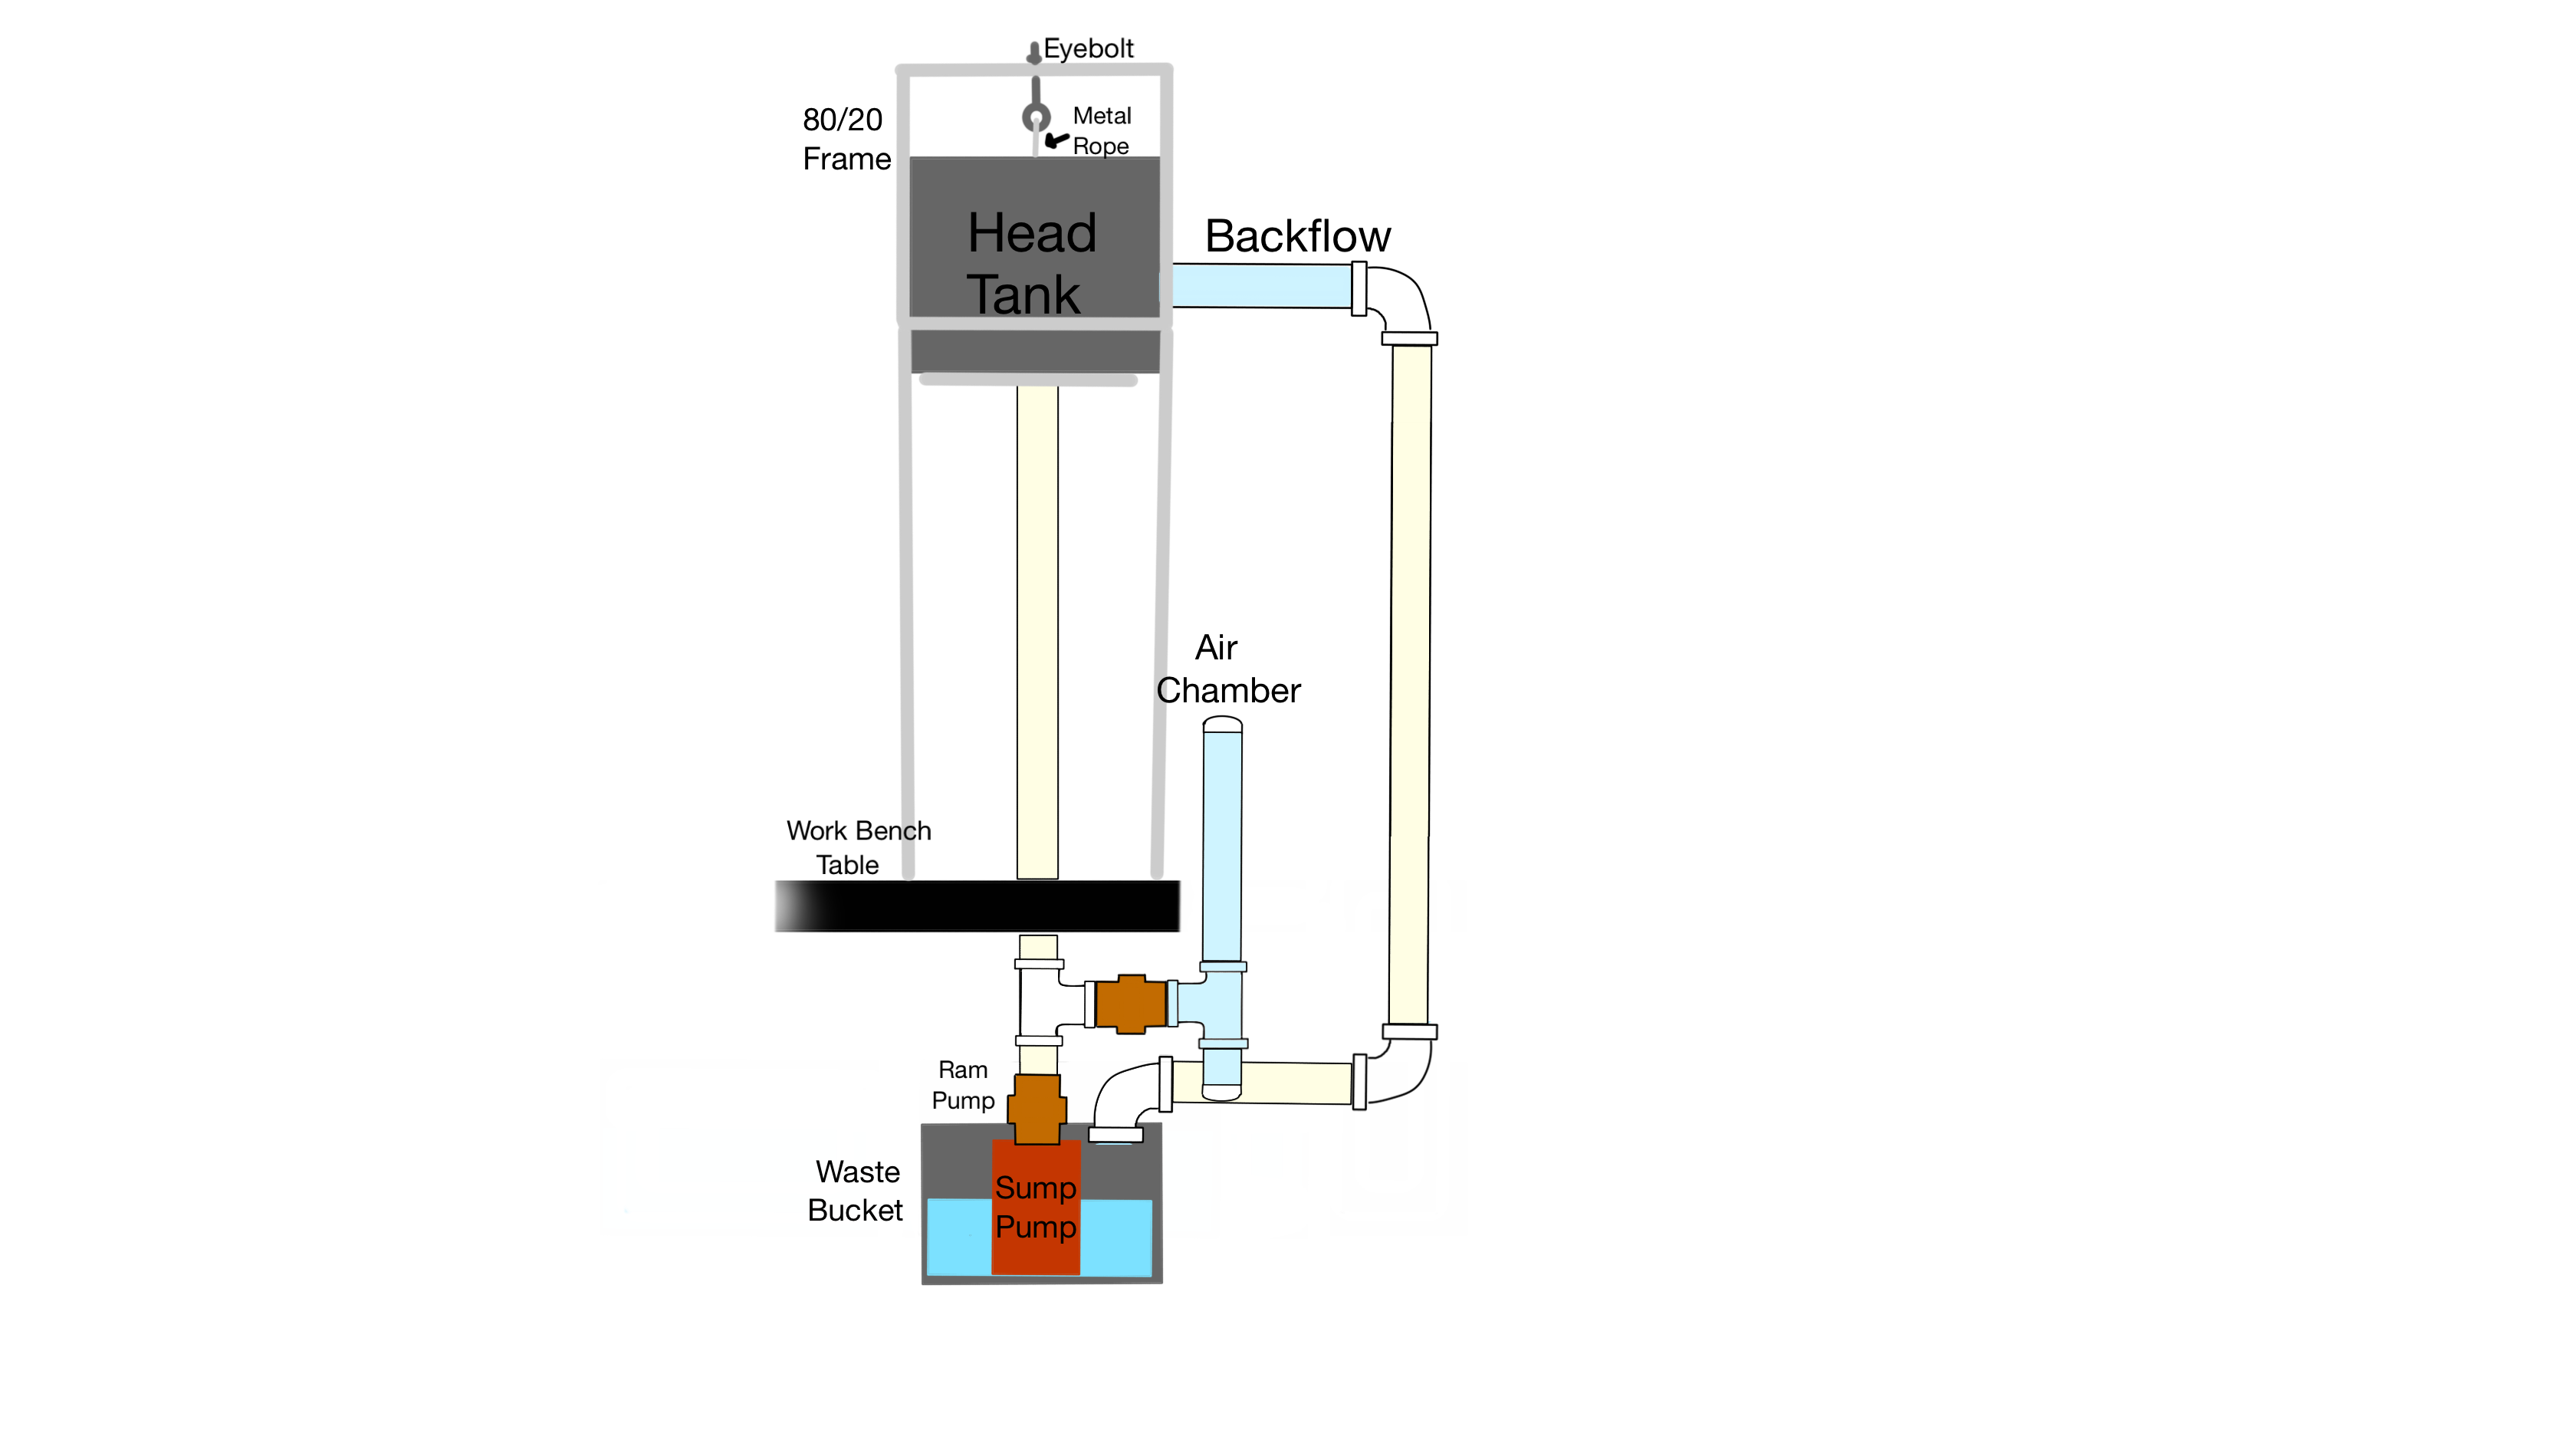 Eyebolt
80/20
Frame
Metal
Rope
Head
Tank
Backflow
Air
Chamber
Work Bench
Table
Ram
Pump
Waste
Bucket
Sump
Pump